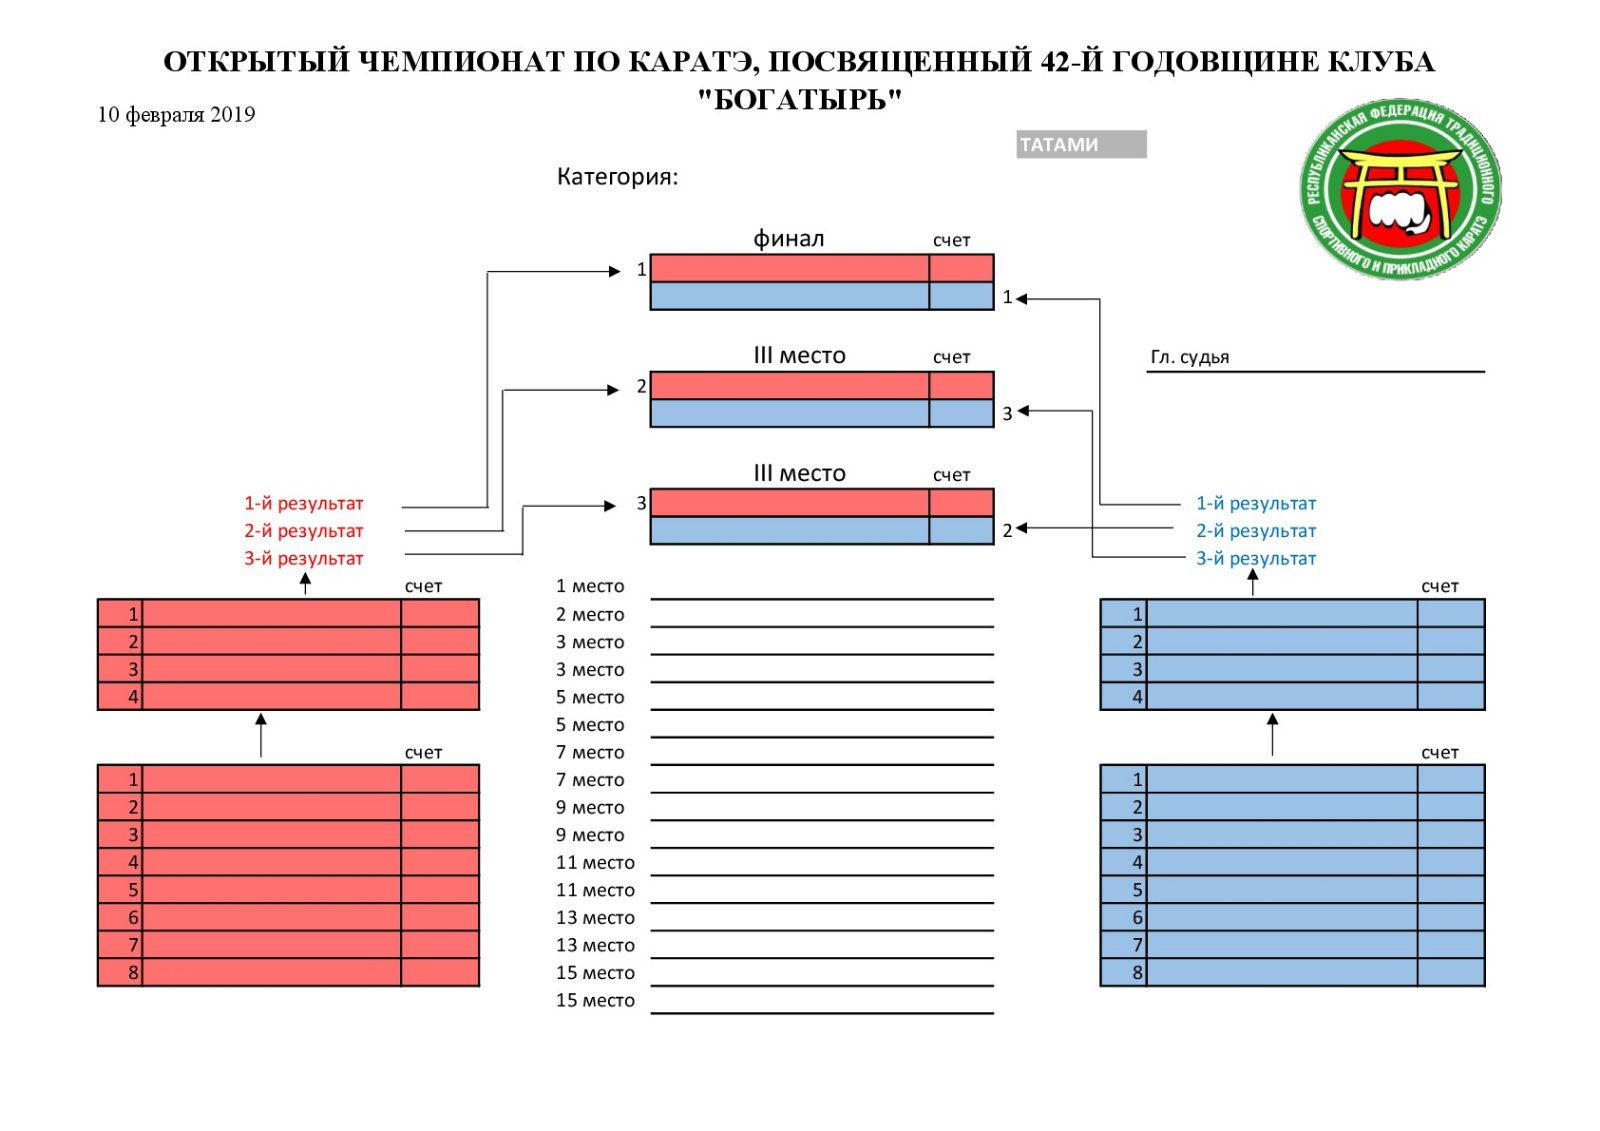 ОТКРЫТЫЙ ЧЕМПИОНАТ ПО КАРАТЭ, ПОСВЯЩЕННЫЙ 42-Й ГОДОВЩИНЕ КЛУБА
"БОГАТЫРЬ"
10 февраля 2019
ТАТАМИ
РЕСПУБЛИКАНСКАЯ ФЕДЕРАЦИЯ ТРАДИЦИОННОГО
СПОРТИВНОГО И ПРИКЛАДНОГО КАРАТЭ
Категория:
финал счет
1
1
III место счет
Гл. судья
2
3
III место счет
3
2
1-й результат
2-й результат
3-й результат
1-й результат
2-й результат
3-й результат
счет
1
2
3
4
счет
1
2
3
4
5
6
7
8
1 место
2 место
3 место
3 место
5 место
5 место
7 место
7 место
9 место
9 место
11 место
11 место
13 место
13 место
15 место
15 место
счет
1
2
3
4
счет
1
2
3
4
5
6
7
8